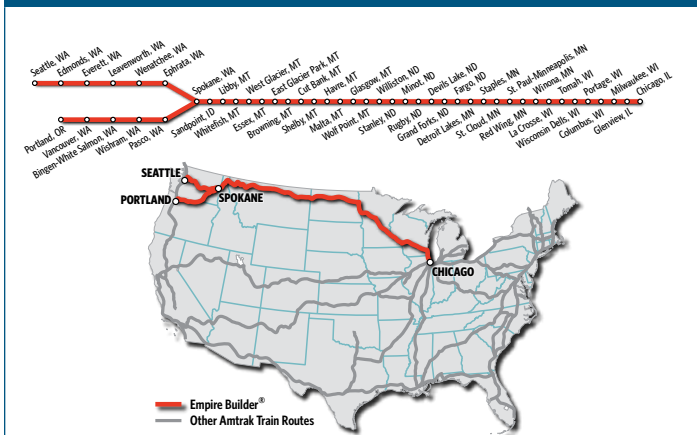 Seattle, WA
Edmonds, WA
Everett, WA
Leavenworth, WA
Wenatchee, WA
Ephrata, WA
Spokane, WA
Libby, MT
West Glacier, MT
East Glacier Park, MT
Cut Bank, MT
Havre, MT
Glasgow, MT
Williston, ND
Minot, ND
Devils Lake, ND
Fargo, ND
Staples, MN
St. Paul-Minneapolis, MN
Winona, MN
Tomah, WI
Portage, WI
Milwaukee, WI
Chicago, IL
Portland, OR
Vancouver, WA
Bingen-White Salmon, WA
Wishram, WA
Pasco, WA
Sandpoint, ID
Whitefish, MT
Essex, MT
Browning, MT
Shelby, MT
Malta, MT
Wolf Point, MT
Stanley, ND
Rugby, ND
Grand Forks, ND
Detroit Lakes, MN
St. Cloud, MN
Red Wing, MN
La Crosse, WI
Wisconsin Dells, WI
Columbus, WI
Glenview, IL
SEATTLE
PORTLAND
SPOKANE
CHICAGO
Empire Builder®
Other Amtrak Train Routes